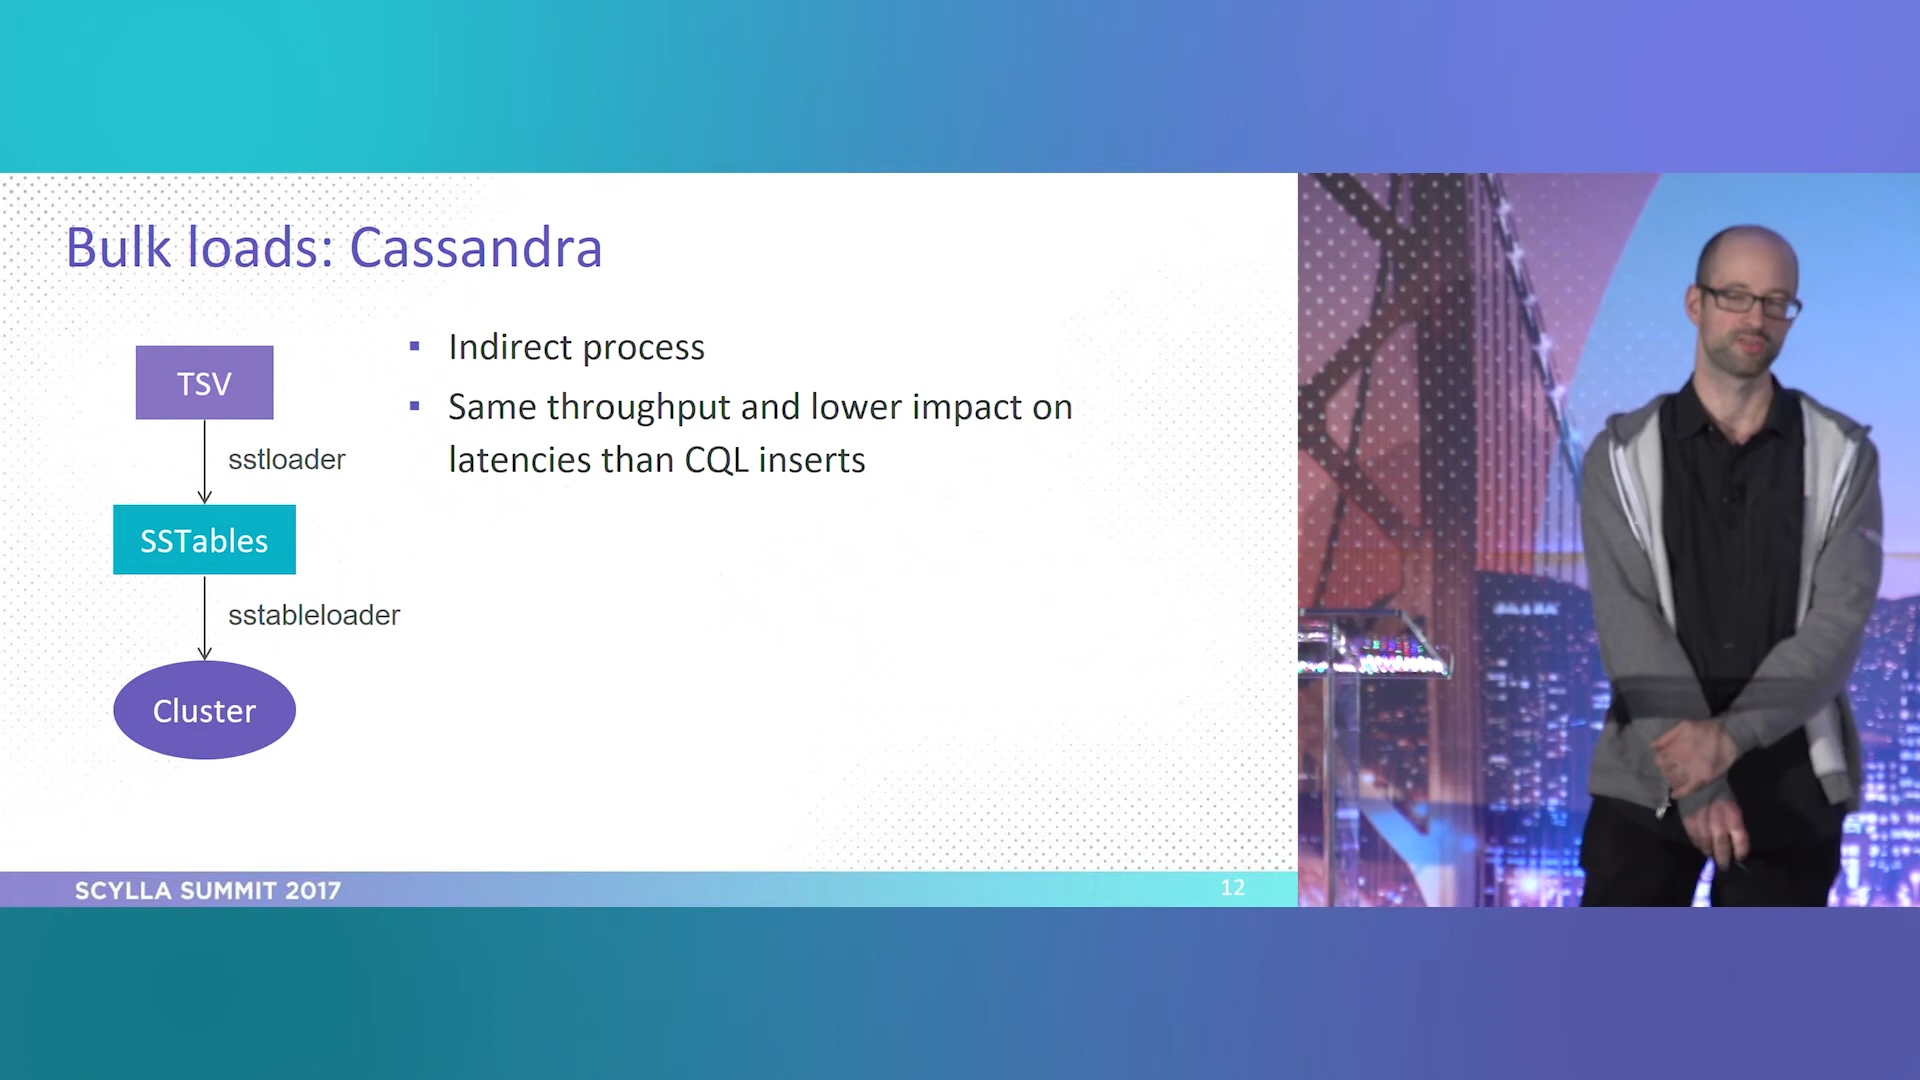 Bulk loads: Cassandra
TSV
sstloader
SSTables
sstableloader
Cluster
▪ Indirect process
▪ Same throughput and lower impact on
latencies than CQL inserts
SCYLLA SUMMIT 2017
12